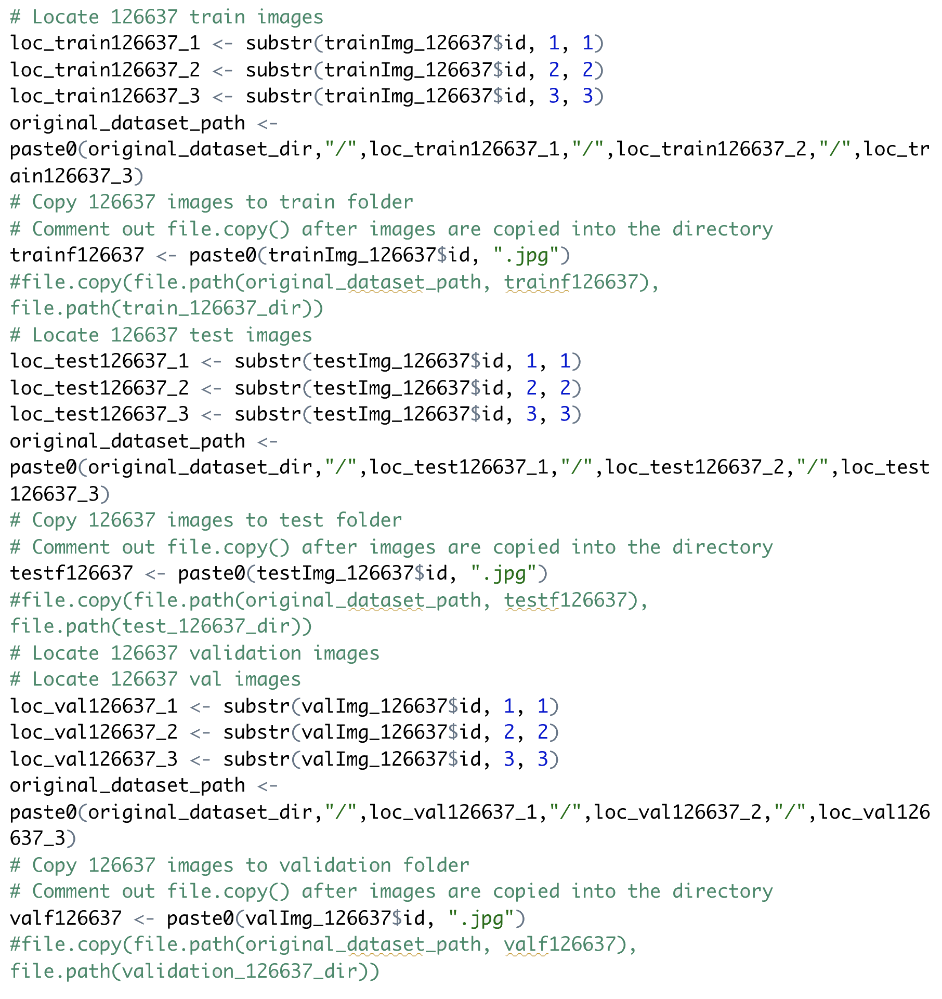 # Locate 126637 train images
loc_train126637_1 <- substr(trainImg_126637$id, 1, 1)
loc_train126637_2 <- substr(trainImg_126637$id, 2, 2)
loc_train126637_3 <- substr(trainImg_126637$id, 3, 3)
original_dataset_path <-
paste0(original_dataset_dir,"/",loc_train126637_1,"/",loc_train126637_2,"/",loc_tr
ain126637_3)
# Copy 126637 images to train folder
# Comment out file.copy() after images are copied into the directory
trainf126637 <- paste0(trainImg_126637$id, ".jpg")
#file.copy(file.path(original_dataset_path, trainf126637),
file.path(train_126637_dir))
# Locate 126637 test images
loc_test126637_1 <- substr(testImg_126637$id, 1, 1)
loc_test126637_2 <- substr(testImg_126637$id, 2, 2)
loc_test126637_3 <- substr(testImg_126637$id, 3, 3)
original_dataset_path <-
paste0(original_dataset_dir,"/",loc_test126637_1,"/",loc_test126637_2,"/",loc_test
126637_3)
# Copy 126637 images to test folder
# Comment out file.copy() after images are copied into the directory
testf126637 <- paste0(testImg_126637$id, ".jpg")
#file.copy(file.path(original_dataset_path, testf126637),
file.path(test_126637_dir))
# Locate 126637 validation images
# Locate 126637 val images
loc_val126637_1 <- substr(valImg_126637$id, 1, 1)
loc_val126637_2 <- substr(valImg_126637$id, 2, 2)
loc_val126637_3 <- substr(valImg_126637$id, 3, 3)
original_dataset_path <-
paste0(original_dataset_dir,"/",loc_val126637_1,"/",loc_val126637_2,"/",loc_val126
637_3)
# Copy 126637 images to validation folder
# Comment out file.copy() after images are copied into the directory
valf126637 <- paste0(valImg_126637$id, ".jpg")
#file.copy(file.path(original_dataset_path, valf126637),
file.path(validation_126637_dir))